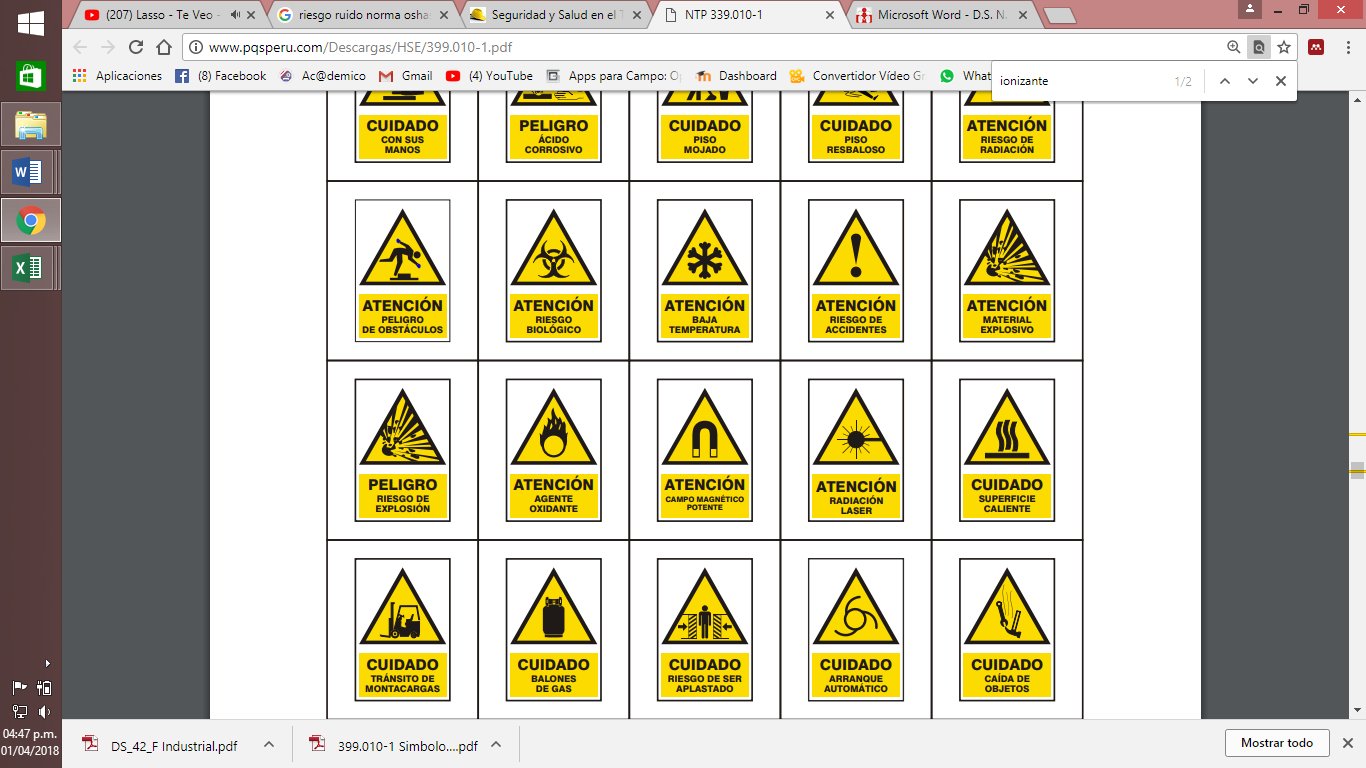 (207) Lasso - Te Veo -
riesgo ruido norma osha
Seguridad y Salud en el T
NTP 339.010-1
Microsoft Word - D.S. N.
www.pqsperu.com/Descargas/HSE/399.010-1.pdf
Aplicaciones
(8) Facebook
Ac@demico
Gmail
(4) YouTube
Apps para Campo: O
Dashboard
Convertidor Vídeo Gr
What
ionizante
1/2
CUIDADO
CON SUS
MANOS
PELIGRO
ÁCIDO
CORROSIVO
CUIDADO
PISO
MOJADO
CUIDADO
PISO
RESBALOSO
ATENCIÓN
RIESGO DE
RADIACIÓN
ATENCIÓN
PELIGRO
DE OBSTÁCULOS
ATENCIÓN
RIESGO
BIOLÓGICO
ATENCIÓN
BAJA
TEMPERATURA
ATENCIÓN
RIESGO DE
ACCIDENTES
ATENCIÓN
MATERIAL
EXPLOSIVO
PELIGRO
RIESGO DE
EXPLOSIÓN
ATENCIÓN
AGENTE
OXIDANTE
ATENCIÓN
CAMPO MAGNÉTICO
POTENTE
ATENCIÓN
RADIACIÓN
LASER
CUIDADO
SUPERFICIE
CALIENTE
CUIDADO
TRÁNSITO DE
MONTACARGAS
CUIDADO
BALONES
DE GAS
CUIDADO
RIESGO DE SER
APLASTADO
CUIDADO
ARRANQUE
AUTOMÁTICO
CUIDADO
CAÍDA DE
OBJETOS
04:47 p.m.
01/04/2018
DS_42_F Industrial.pdf
399.010-1 Simbolo....pdf
Mostrar todo